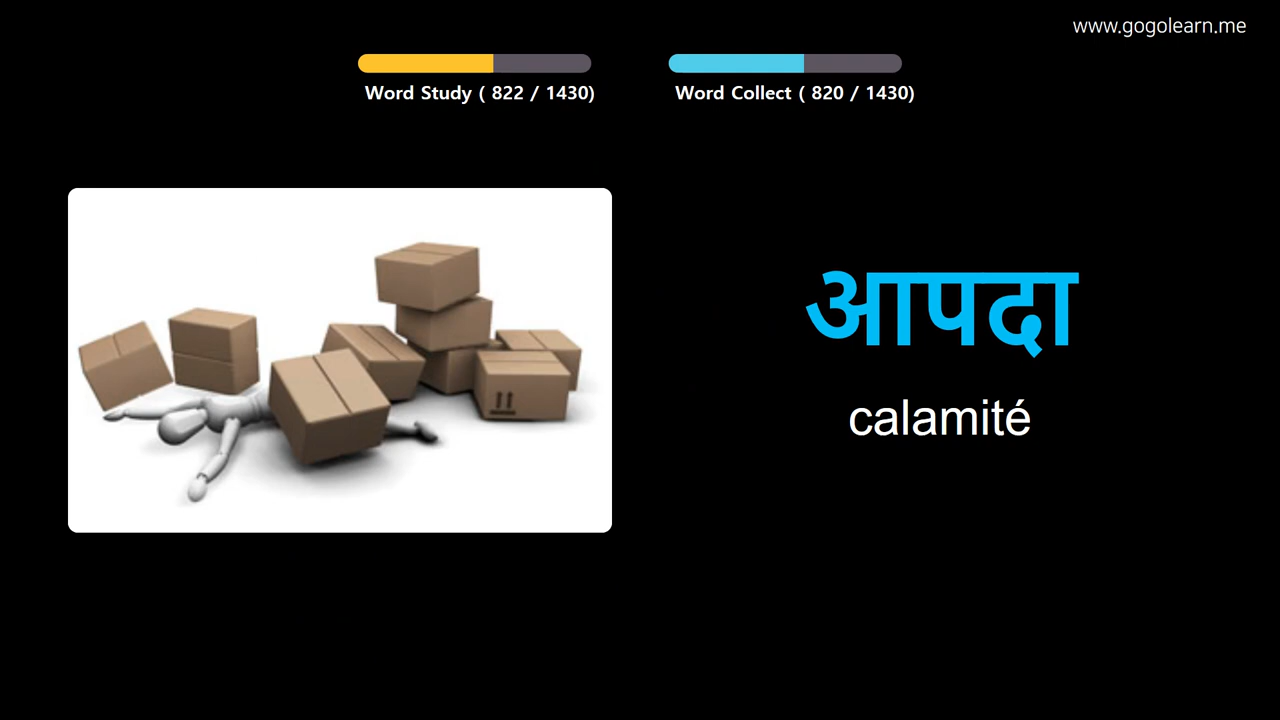 www.gogolearn.me
Word Study ( 822 / 1430)
Word Collect ( 820 / 1430)
आपदा
calamité